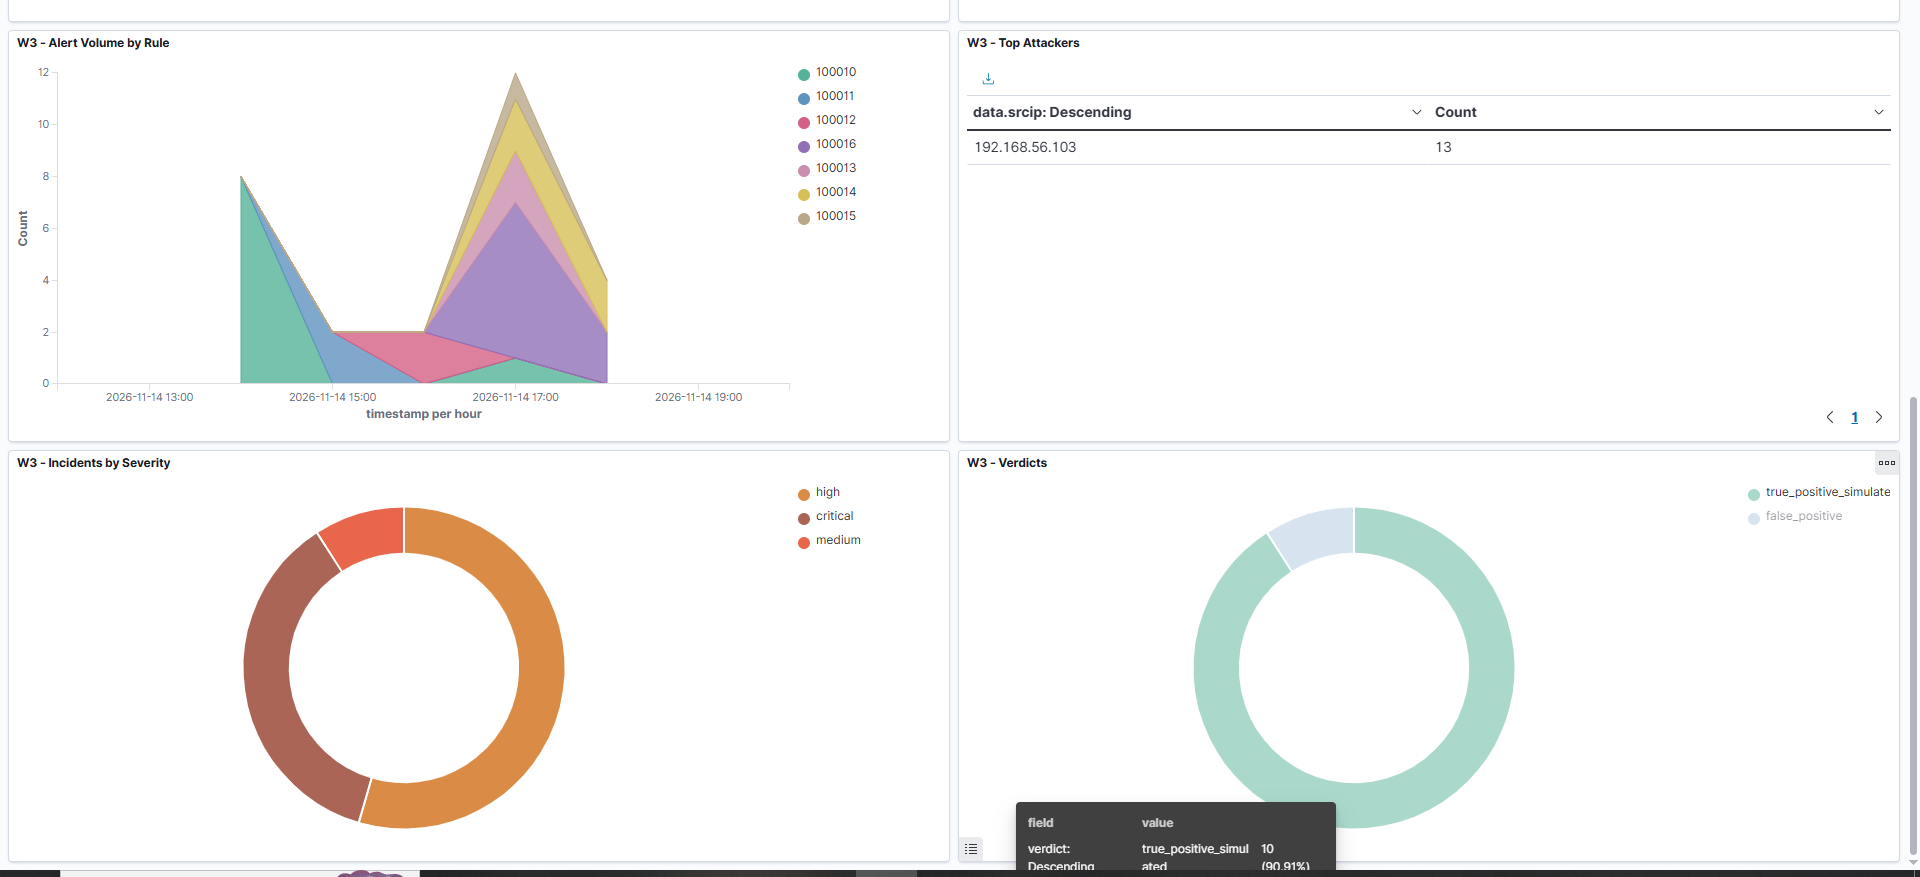 W3 - Alert Volume by Rule
12
10
8
6
4
2
0
Count
2026-11-14 13:00
2026-11-14 15:00
2026-11-14 17:00
2026-11-14 19:00
timestamp per hour
100010
100011
100012
100016
100013
100014
100015
W3 - Top Attackers
data.srcip: Descending
Count
192.168.56.103
13
1
W3 - Incidents by Severity
high
critical
medium
W3 - Verdicts
true_positive_simulate
false_positive
field
value
verdict:
true_positive_simul
10
Descending
ated
(90.91%)